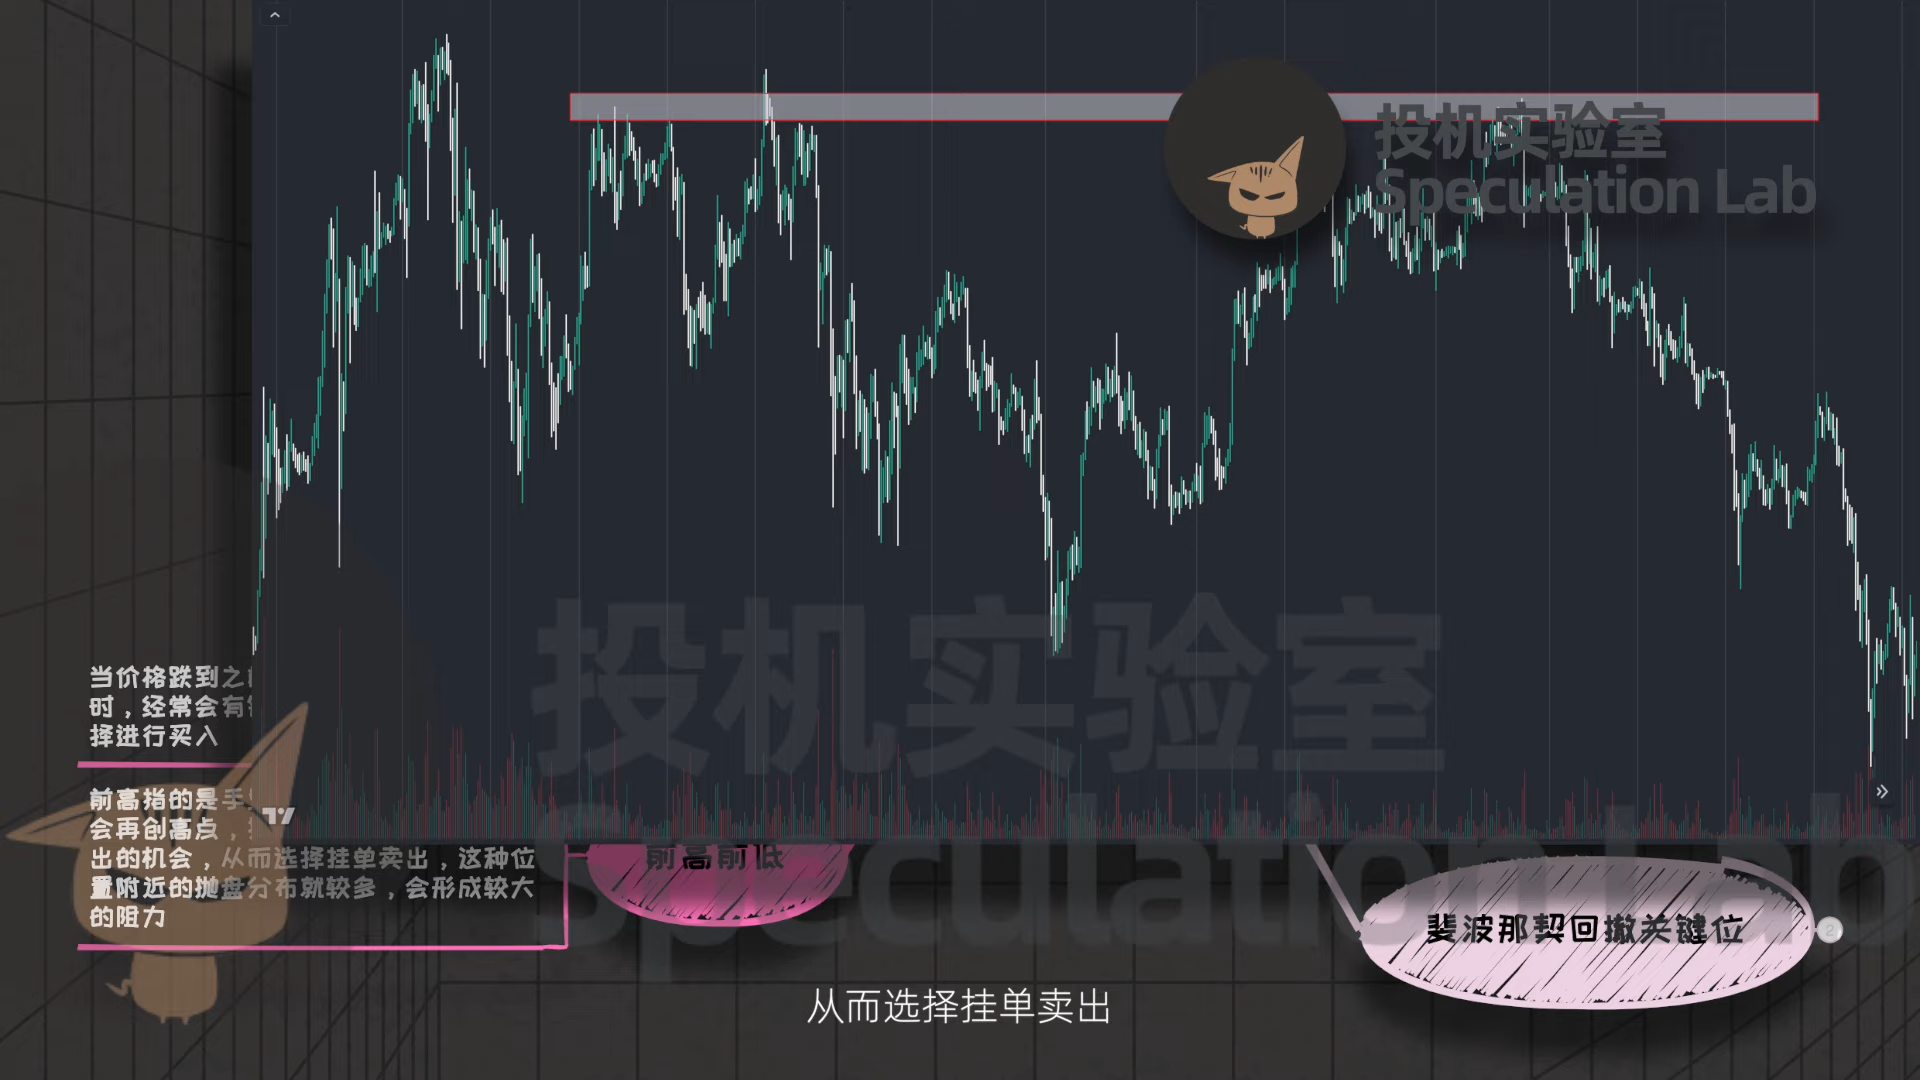 投机实验室
Speculation Lab
投机实验室
Speculation Lab
当价格跌到之
时，经常会有
择进行买入
前高指的是手
会再创高点，
出的机会，从而选择挂单卖出，这种位
置附近的抛盘分布就较多，会形成较大
的阻力
前高前低
斐波那契回撤关键位
2
从而选择挂单卖出